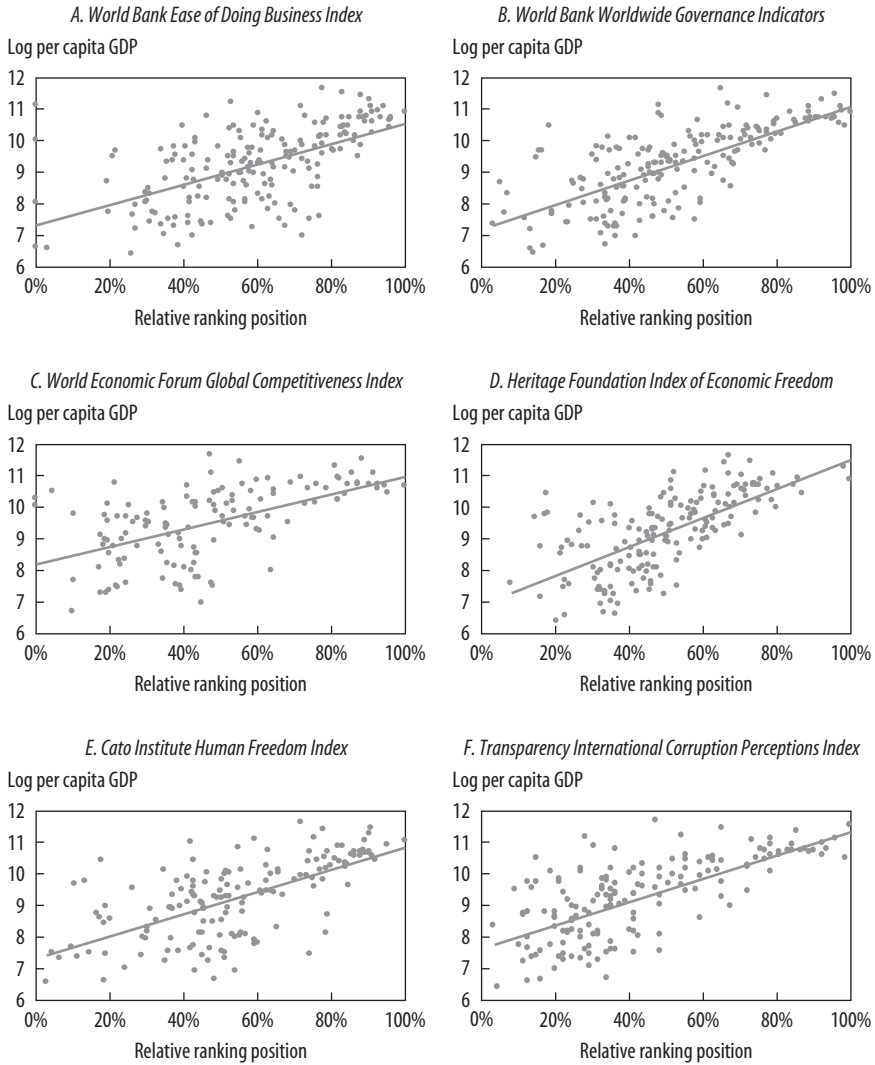 A. World Bank Ease of Doing Business Index
Log per capita GDP
12
11
10
9
8
7
6
0% 20% 40% 60% 80% 100%
Relative ranking position
B. World Bank Worldwide Governance Indicators
Log per capita GDP
12
11
10
9
8
7
6
0% 20% 40% 60% 80% 100%
Relative ranking position
C. World Economic Forum Global Competitiveness Index
Log per capita GDP
12
11
10
9
8
7
6
0% 20% 40% 60% 80% 100%
Relative ranking position
D. Heritage Foundation Index of Economic Freedom
Log per capita GDP
12
11
10
9
8
7
6
0% 20% 40% 60% 80% 100%
Relative ranking position
E. Cato Institute Human Freedom Index
Log per capita GDP
12
11
10
9
8
7
6
0% 20% 40% 60% 80% 100%
Relative ranking position
F. Transparency International Corruption Perceptions Index
Log per capita GDP
12
11
10
9
8
7
6
0% 20% 40% 60% 80% 100%
Relative ranking position